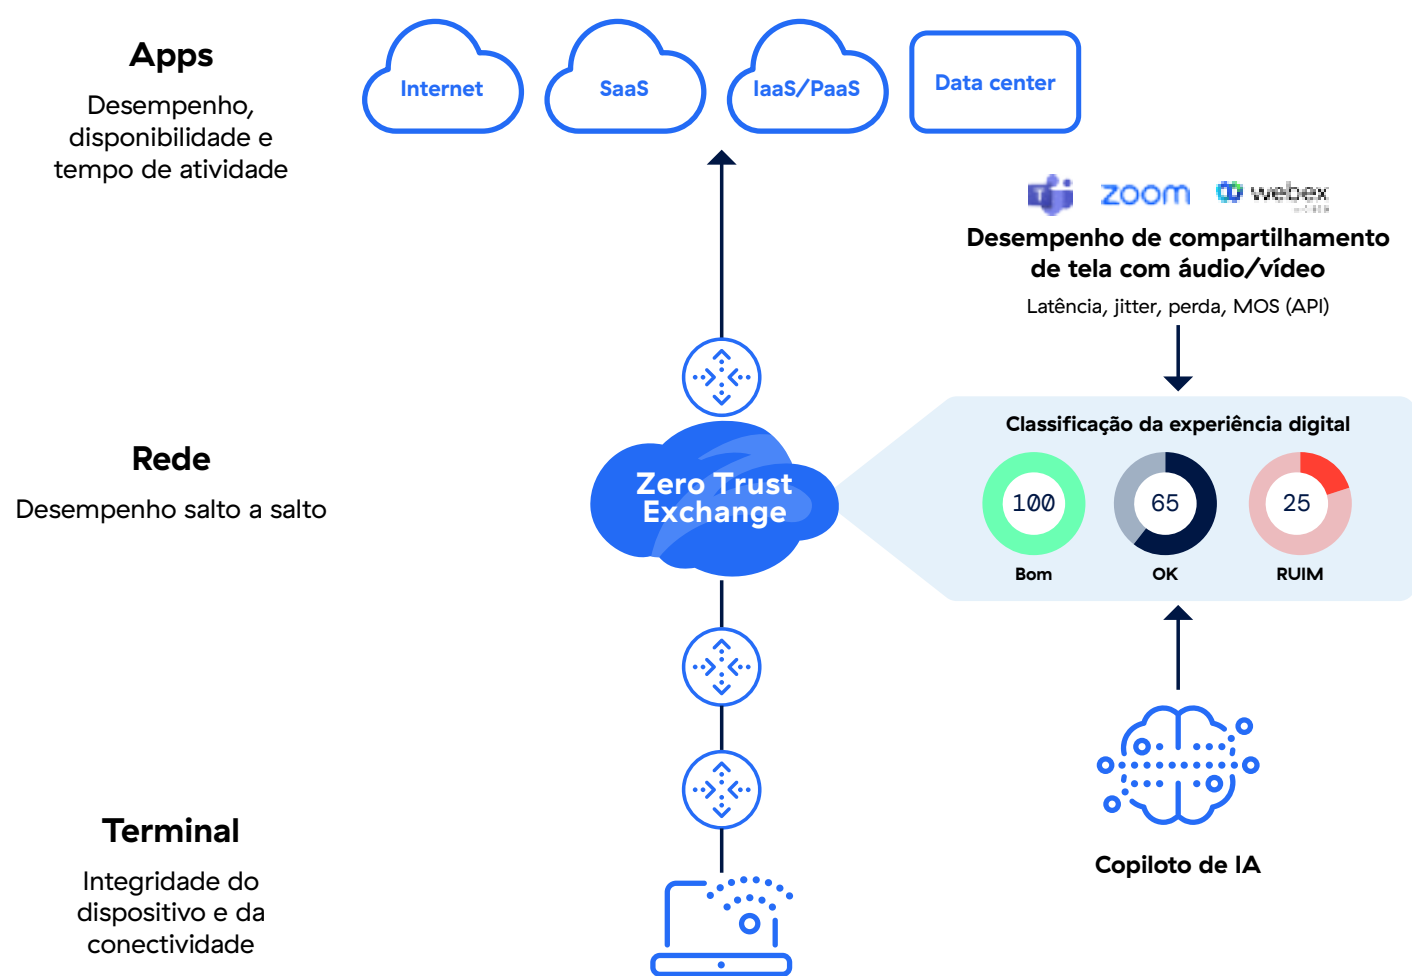 Apps
Desempenho,
disponibilidade e
tempo de atividade
Internet
SaaS
IaaS/PaaS
Data center
zoom
webex
Desempenho de compartilhamento
de tela com áudio/vídeo
Latência, jitter, perda, MOS (API)
Rede
Desempenho salto a salto
Zero Trust
Exchange
Classificação da experiência digital
100
65
25
Bom
OK
RUIM
Terminal
Integridade do
dispositivo e da
conectividade
Copiloto de IA